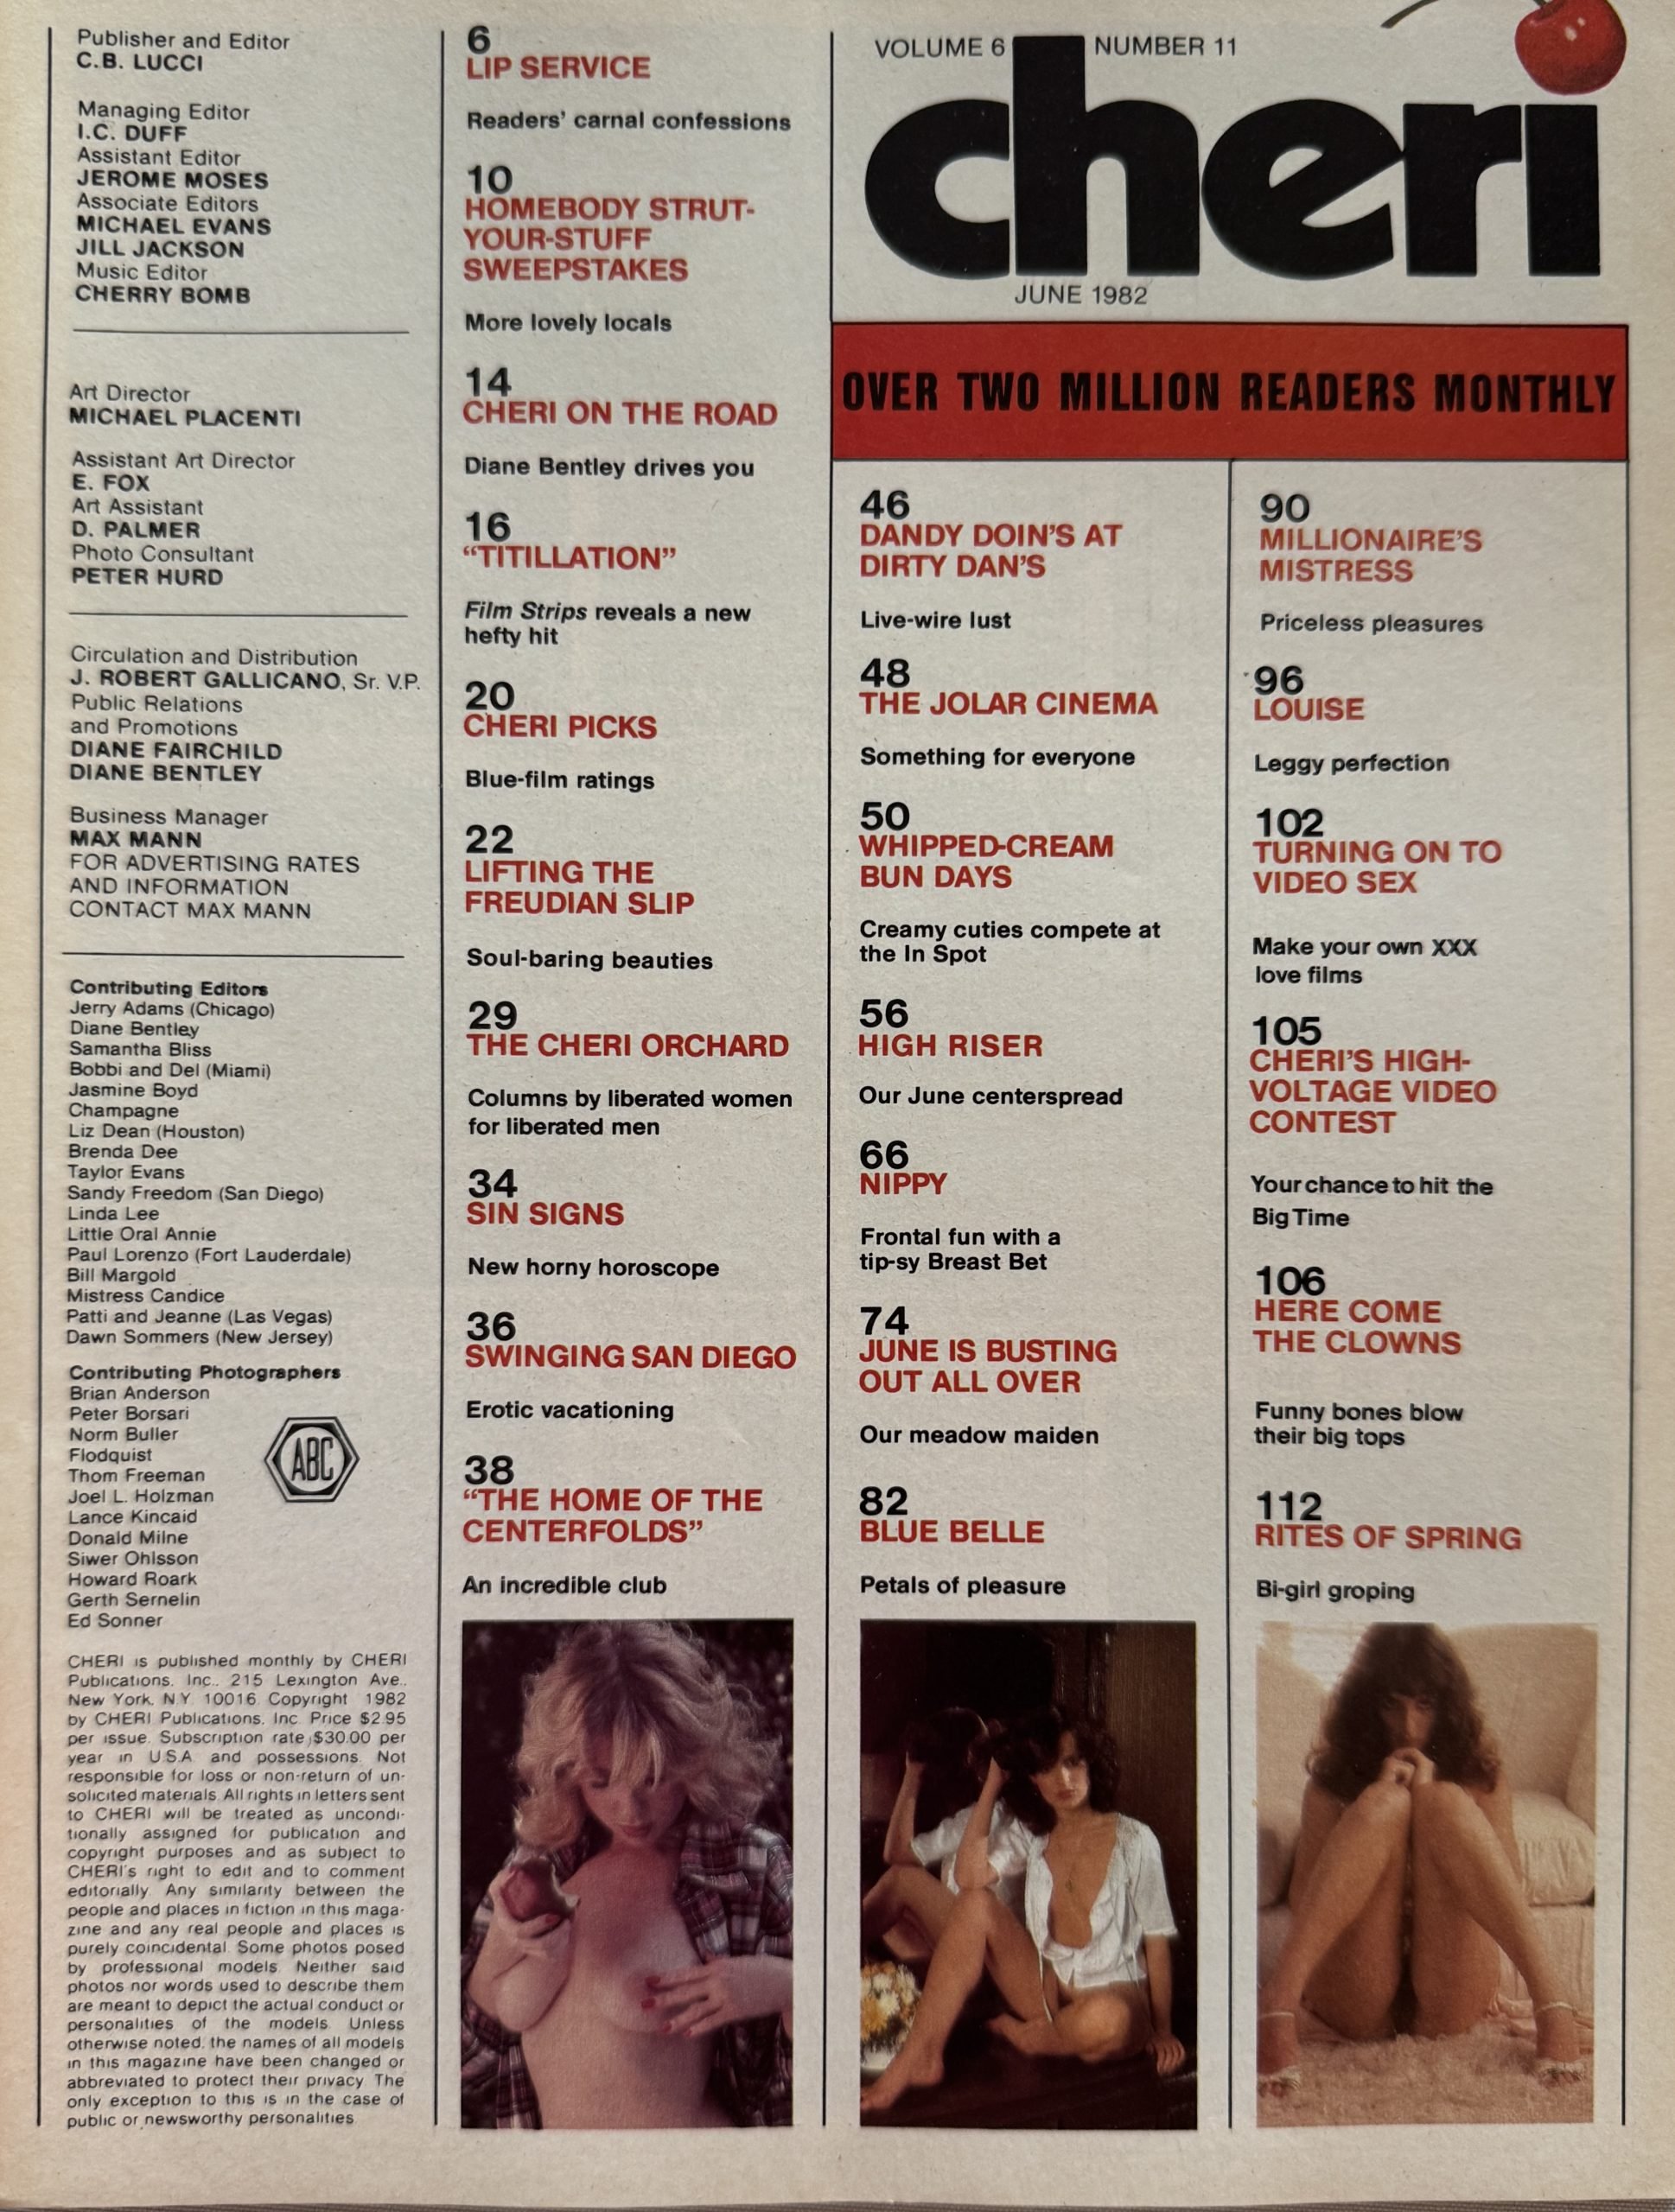 Publisher and Editor
C.B. LUCCI
Managing Editor
I.C. DUFF
Assistant Editor
JEROME MOSES
Associate Editors
MICHAEL EVANS
JILL JACKSON
Music Editor
CHERRY BOMB
Art Director
MICHAEL PLACENTI
Assistant Art Director
E. FOX
Art Assistant
D. PALMER
Photo Consultant
PETER HURD
Circulation and Distribution
J. ROBERT GALLICANO, Sr. V.P.
Public Relations
and Promotions
DIANE FAIRCHILD
DIANE BENTLEY
Business Manager
MAX MANN
FOR ADVERTISING RATES
AND INFORMATION
CONTACT MAX MANN
Contributing Editors
Jerry Adams (Chicago)
Diane Bentley
Samantha Bliss
Bobbi and Del (Miami)
Jasmine Boyd
Champagne
Liz Dean (Houston)
Brenda Dee
Taylor Evans
Sandy Freedom (San Diego)
Linda Lee
Little Oral Annie
Paul Lorenzo (Fort Lauderdale)
Bill Margold
Mistress Candice
Patti and Jeanne (Las Vegas)
Dawn Sommers (New Jersey)
Contributing Photographers
Brian Anderson
Peter Borsari
Norm Buller
Flodquist
Thom Freeman
Joel L. Holzman
Lance Kincaid
Donald Milne
Siwer Ohlsson
Howard Roark
Gerth Sernelin
Ed Sonner
ABC
CHERI is published monthly by CHERI
Publications, Inc., 215 Lexington Ave.,
New York, N.Y. 10016. Copyright 1982
by CHERI Publications, Inc. Price $2.95
per issue. Subscription rate $30.00 per
year in U.S.A. and possessions. Not
responsible for loss or non-return of un-
solicited materials. All rights in letters sent
to CHERI will be treated as uncondi-
tionally assigned for publication and
copyright purposes and as subject to
CHERI's right to edit and to comment
editorially. Any similarity between the
people and places in fiction in this maga-
zine and any real people and places is
purely coincidental. Some photos posed
by professional models. Neither said
photos nor words used to describe them
are meant to depict the actual conduct or
personalities of the models. Unless
otherwise noted, the names of all models
in this magazine have been changed or
abbreviated to protect their privacy. The
only exception to this is in the case of
public or newsworthy personalities.
6
LIP SERVICE
Readers' carnal confessions
10
HOMEBODY STRUT-
YOUR-STUFF
SWEEPSTAKES
More lovely locals
14
CHERI ON THE ROAD
Diane Bentley drives you
16
“TITILLATION”
Film Strips reveals a new
hefty hit
20
CHERI PICKS
Blue-film ratings
22
LIFTING THE
FREUDIAN SLIP
Soul-baring beauties
29
THE CHERI ORCHARD
Columns by liberated women
for liberated men
34
SIN SIGNS
New horny horoscope
36
SWINGING SAN DIEGO
Erotic vacationing
38
“THE HOME OF THE
CENTERFOLDS”
An incredible club
VOLUME 6 NUMBER 11
cheri
JUNE 1982
OVER TWO MILLION READERS MONTHLY
46
DANDY DOIN'S AT
DIRTY DAN'S
Live-wire lust
48
THE JOLAR CINEMA
Something for everyone
50
WHIPPED-CREAM
BUN DAYS
Creamy cuties compete at
the In Spot
56
HIGH RISER
Our June centerspread
66
NIPPY
Frontal fun with a
tip-sy Breast Bet
74
JUNE IS BUSTING
OUT ALL OVER
Our meadow maiden
82
BLUE BELLE
Petals of pleasure
90
MILLIONAIRE'S
MISTRESS
Priceless pleasures
96
LOUISE
Leggy perfection
102
TURNING ON TO
VIDEO SEX
Make your own XXX
love films
105
CHERI'S HIGH-
VOLTAGE VIDEO
CONTEST
Your chance to hit the
Big Time
106
HERE COME
THE CLOWNS
Funny bones blow
their big tops
112
RITES OF SPRING
Bi-girl groping